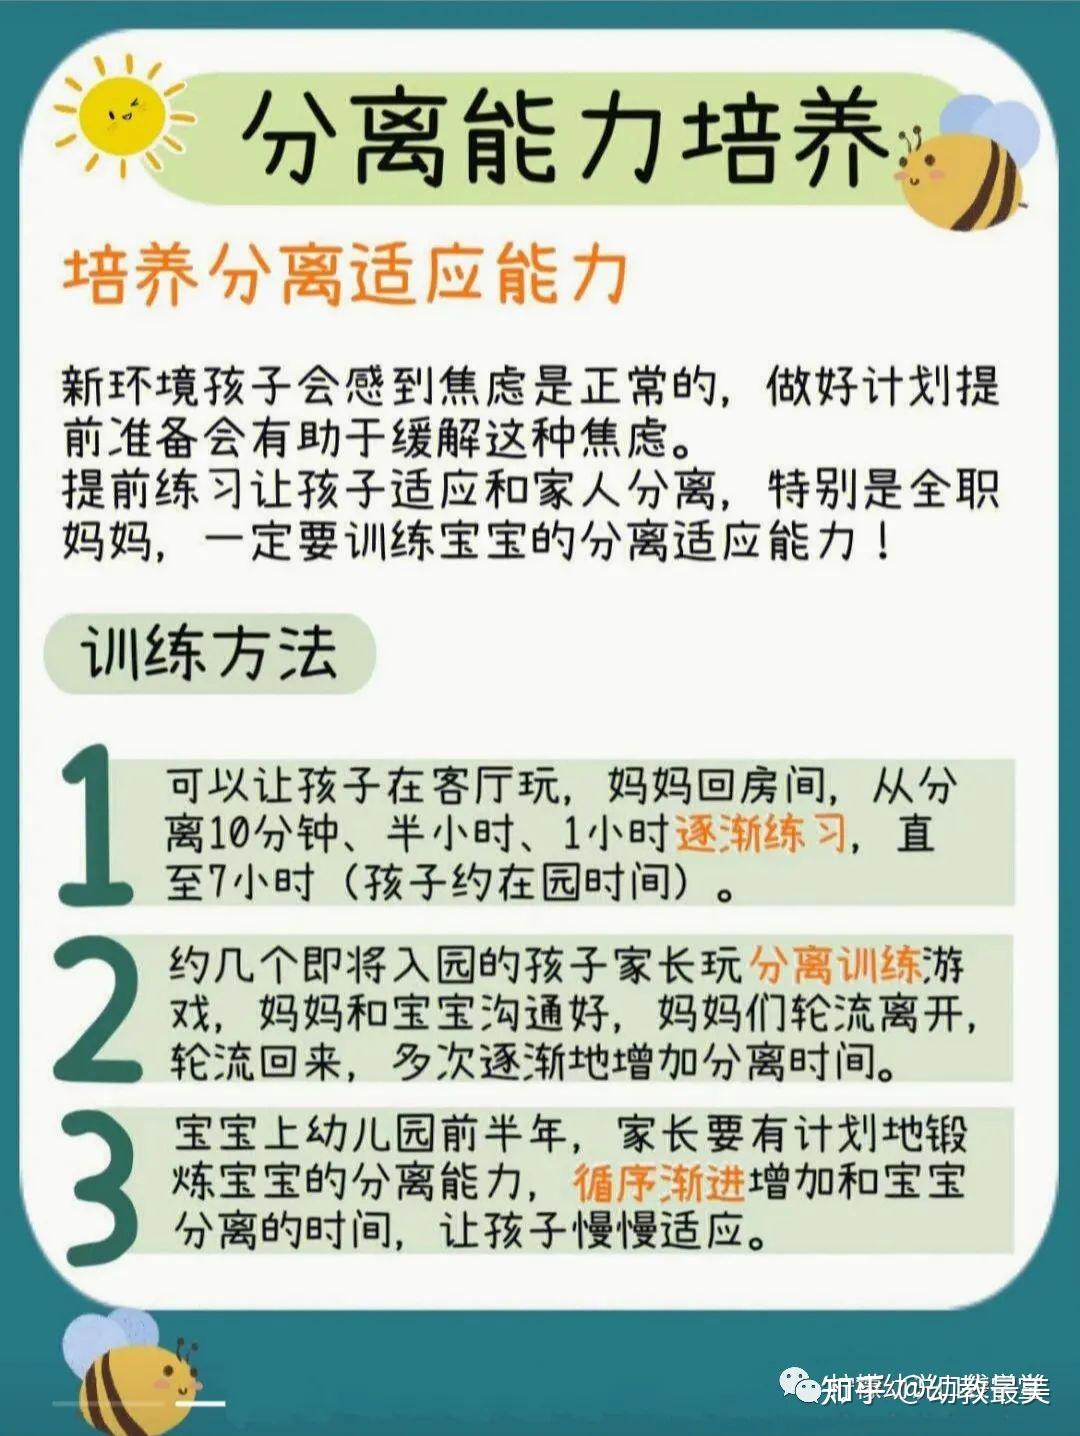 分离能力培养
培养分离适应能力
新环境孩子会感到焦虑是正常的，做好计划提
前准备会有助于缓解这种焦虑。
提前练习让孩子适应和家人分离，特别是全职
妈妈，一定要训练宝宝的分离适应能力！
训练方法
1
可以让孩子在客厅玩，妈妈回房间，从分
离10分钟、半小时、1小时逐渐练习，直
至7小时（孩子约在园时间）。
2
约几个即将入园的孩子家长玩分离训练游
戏，妈妈和宝宝沟通好，妈妈们轮流离开，
轮流回来，多次逐渐地增加分离时间。
3
宝宝上幼儿园前半年，家长要有计划地锻
炼宝宝的分离能力，循序渐进增加和宝宝
分离的时间，让孩子慢慢适应。
知乎 @幼教最美